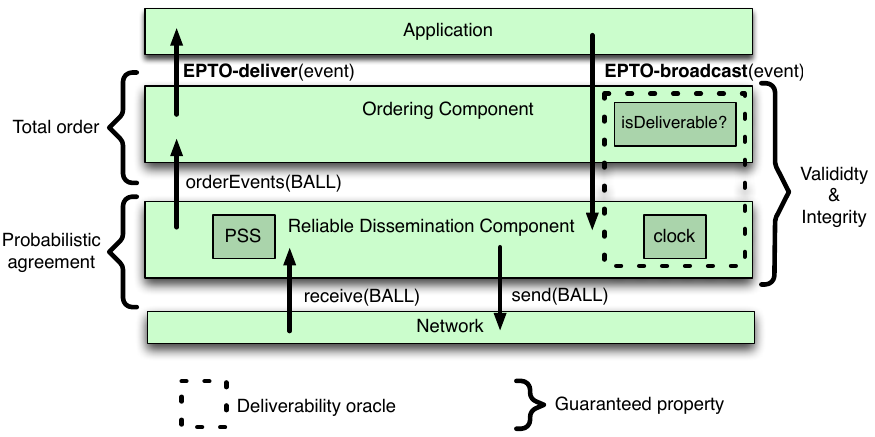 Application
EPTO-deliver(event)
EPTO-broadcast(event)
Total order
Ordering Component
isDeliverable?
orderEvents(BALL)
Validity
&
Integrity
Probabilistic
agreement
PSS
Reliable Dissemination Component
clock
receive(BALL)
send(BALL)
Network
Deliverability oracle
Guaranteed property